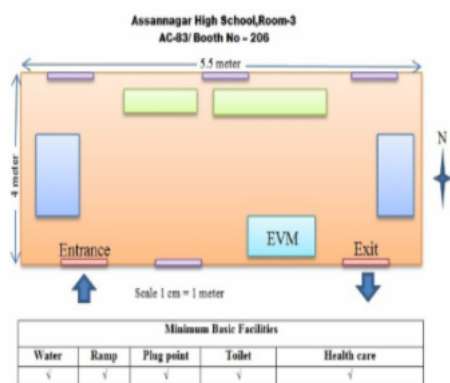 Assannagar High School,Room-3
AC-83/ Booth No – 206
5.5 meter
4 meter
N
EVM
Entrance
Exit
Scale 1 cm = 1 meter
Minimum Basic Facilities
Water Ramp Plug point Toilet Health care
√ √ √ √ √